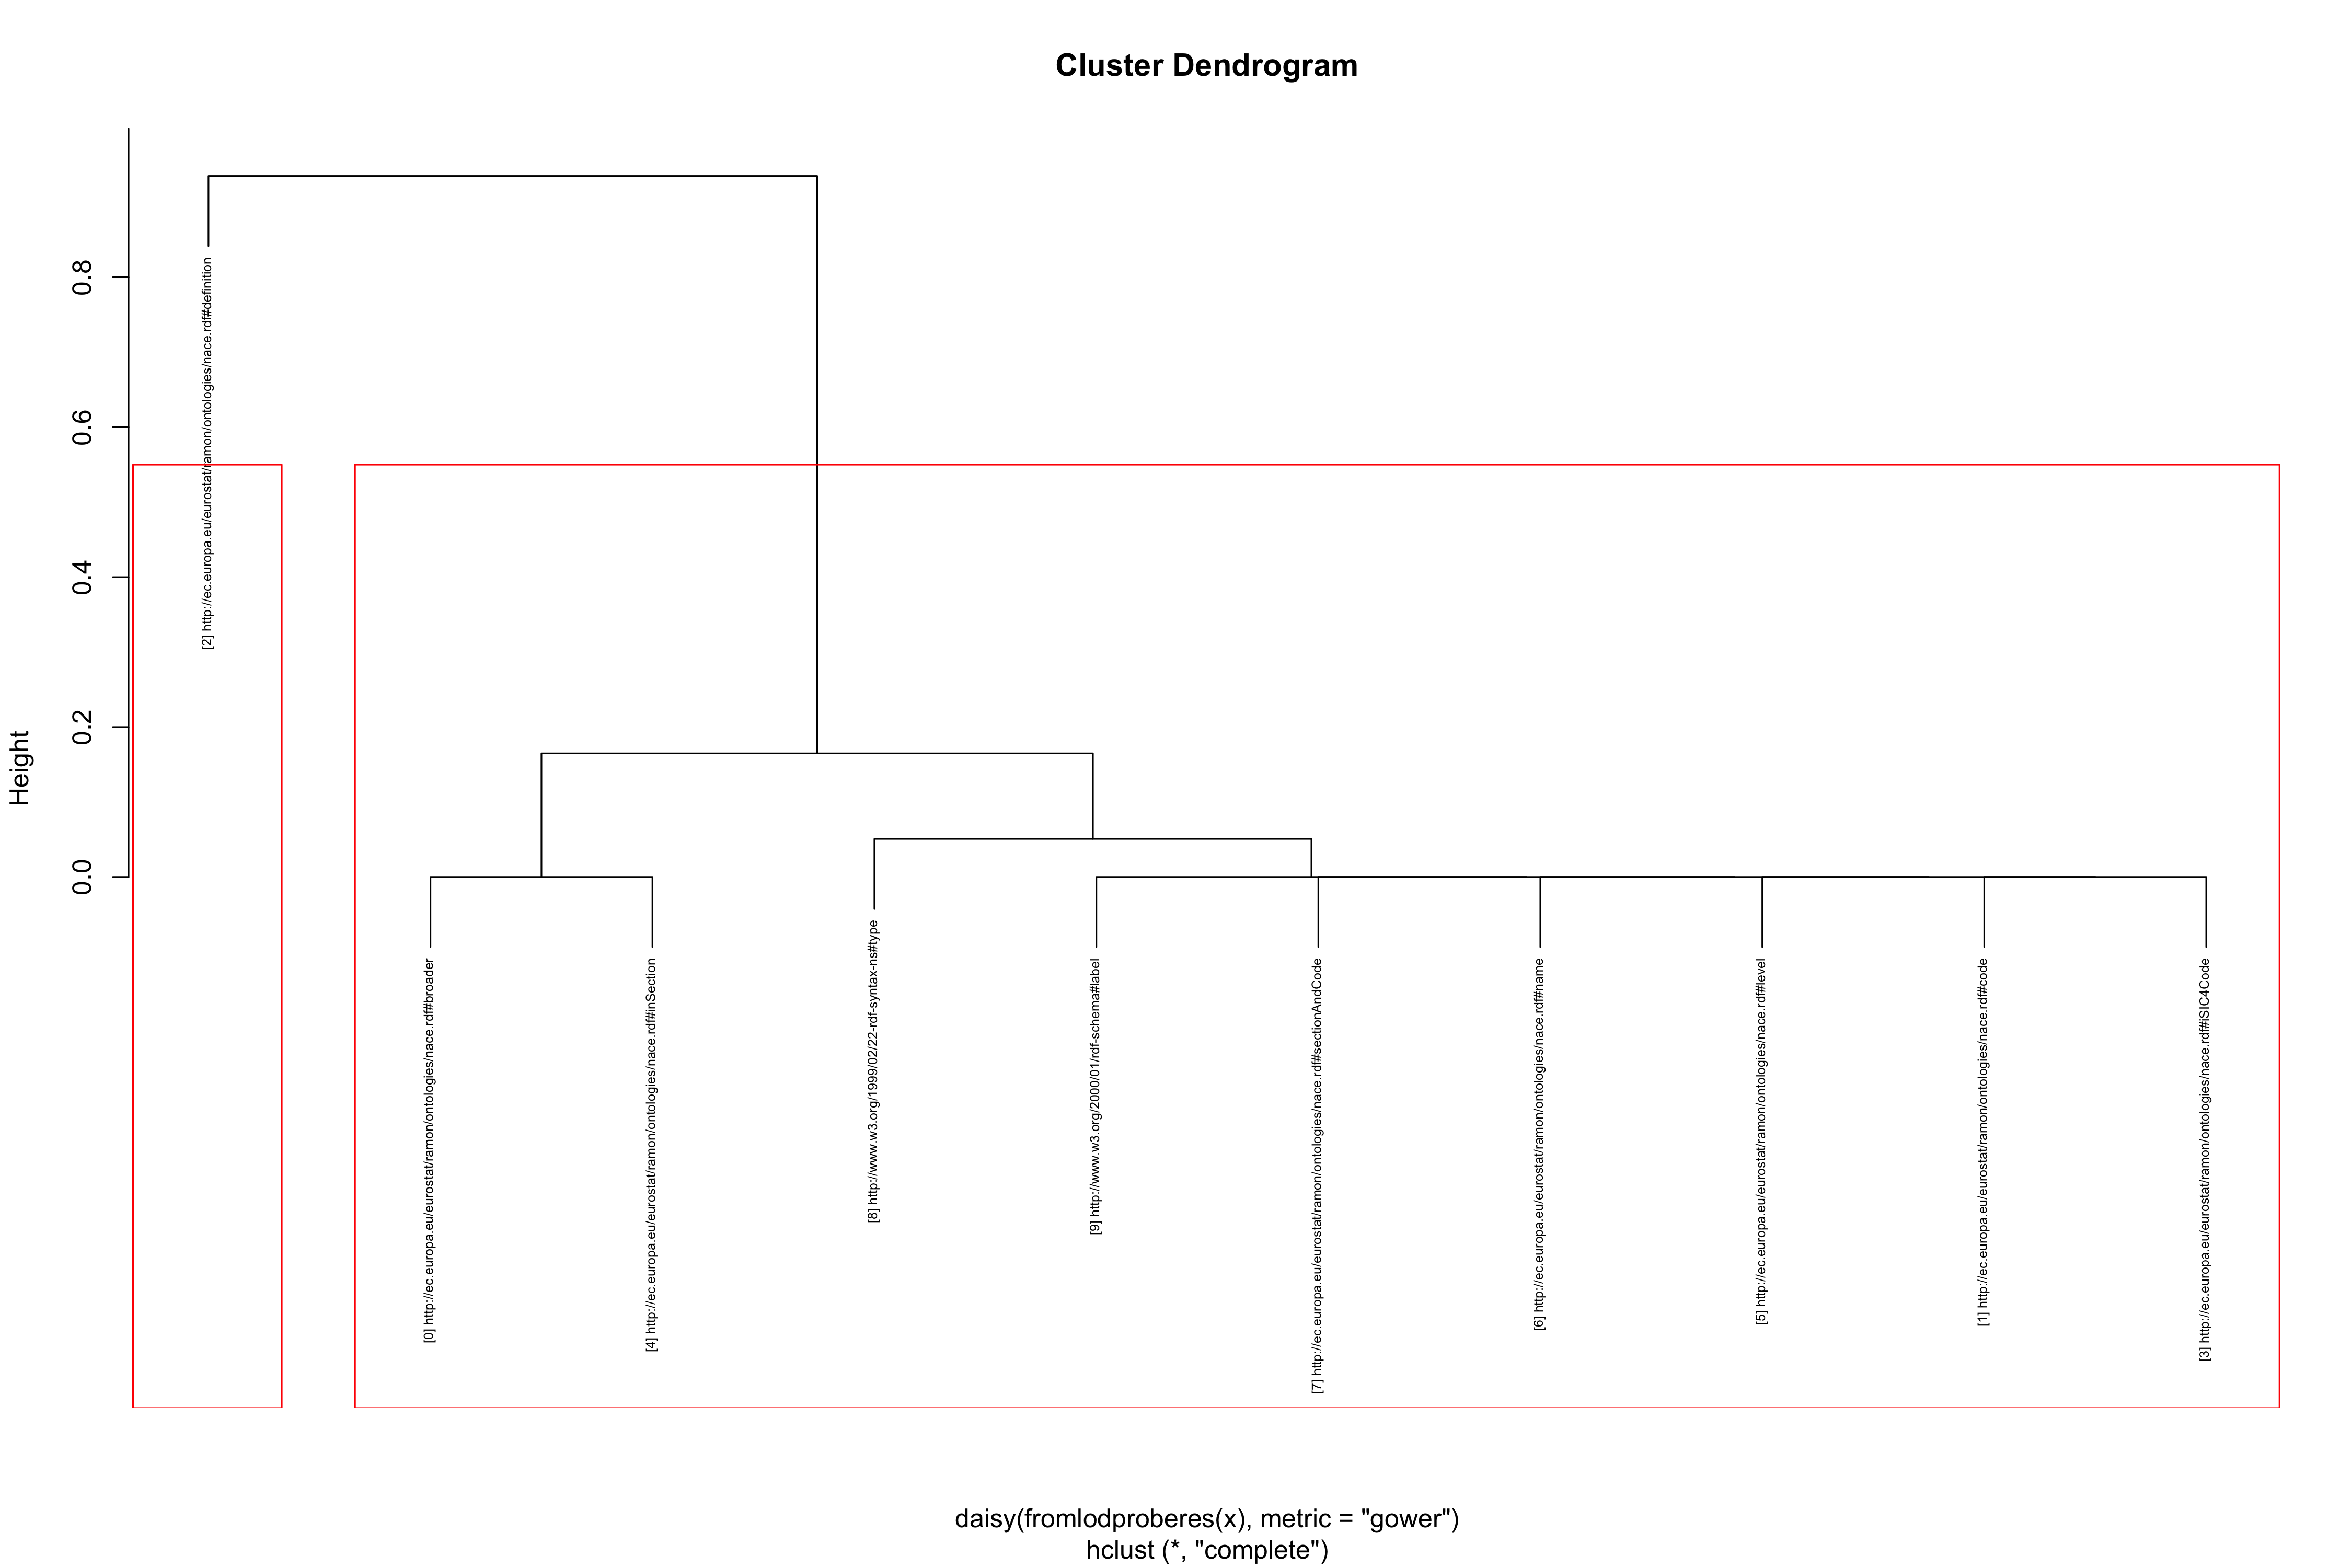 Cluster Dendrogram
Height
0.0
0.2
0.4
0.6
0.8
[2] http://ec.europa.eu/eurostat/ramon/ontologies/nace.rdf#definition
[0] http://ec.europa.eu/eurostat/ramon/ontologies/nace.rdf#broader
[4] http://ec.europa.eu/eurostat/ramon/ontologies/nace.rdf#inSection
[8] http://www.w3.org/1999/02/22-rdf-syntax-ns#type
[9] http://www.w3.org/2000/01/rdf-schema#label
[7] http://ec.europa.eu/eurostat/ramon/ontologies/nace.rdf#sectionAndCode
[6] http://ec.europa.eu/eurostat/ramon/ontologies/nace.rdf#name
[5] http://ec.europa.eu/eurostat/ramon/ontologies/nace.rdf#level
[1] http://ec.europa.eu/eurostat/ramon/ontologies/nace.rdf#code
[3] http://ec.europa.eu/eurostat/ramon/ontologies/nace.rdf#iSIC4Code
daisy(fromlodproberes(x), metric = "gower")
hclust (*, "complete")